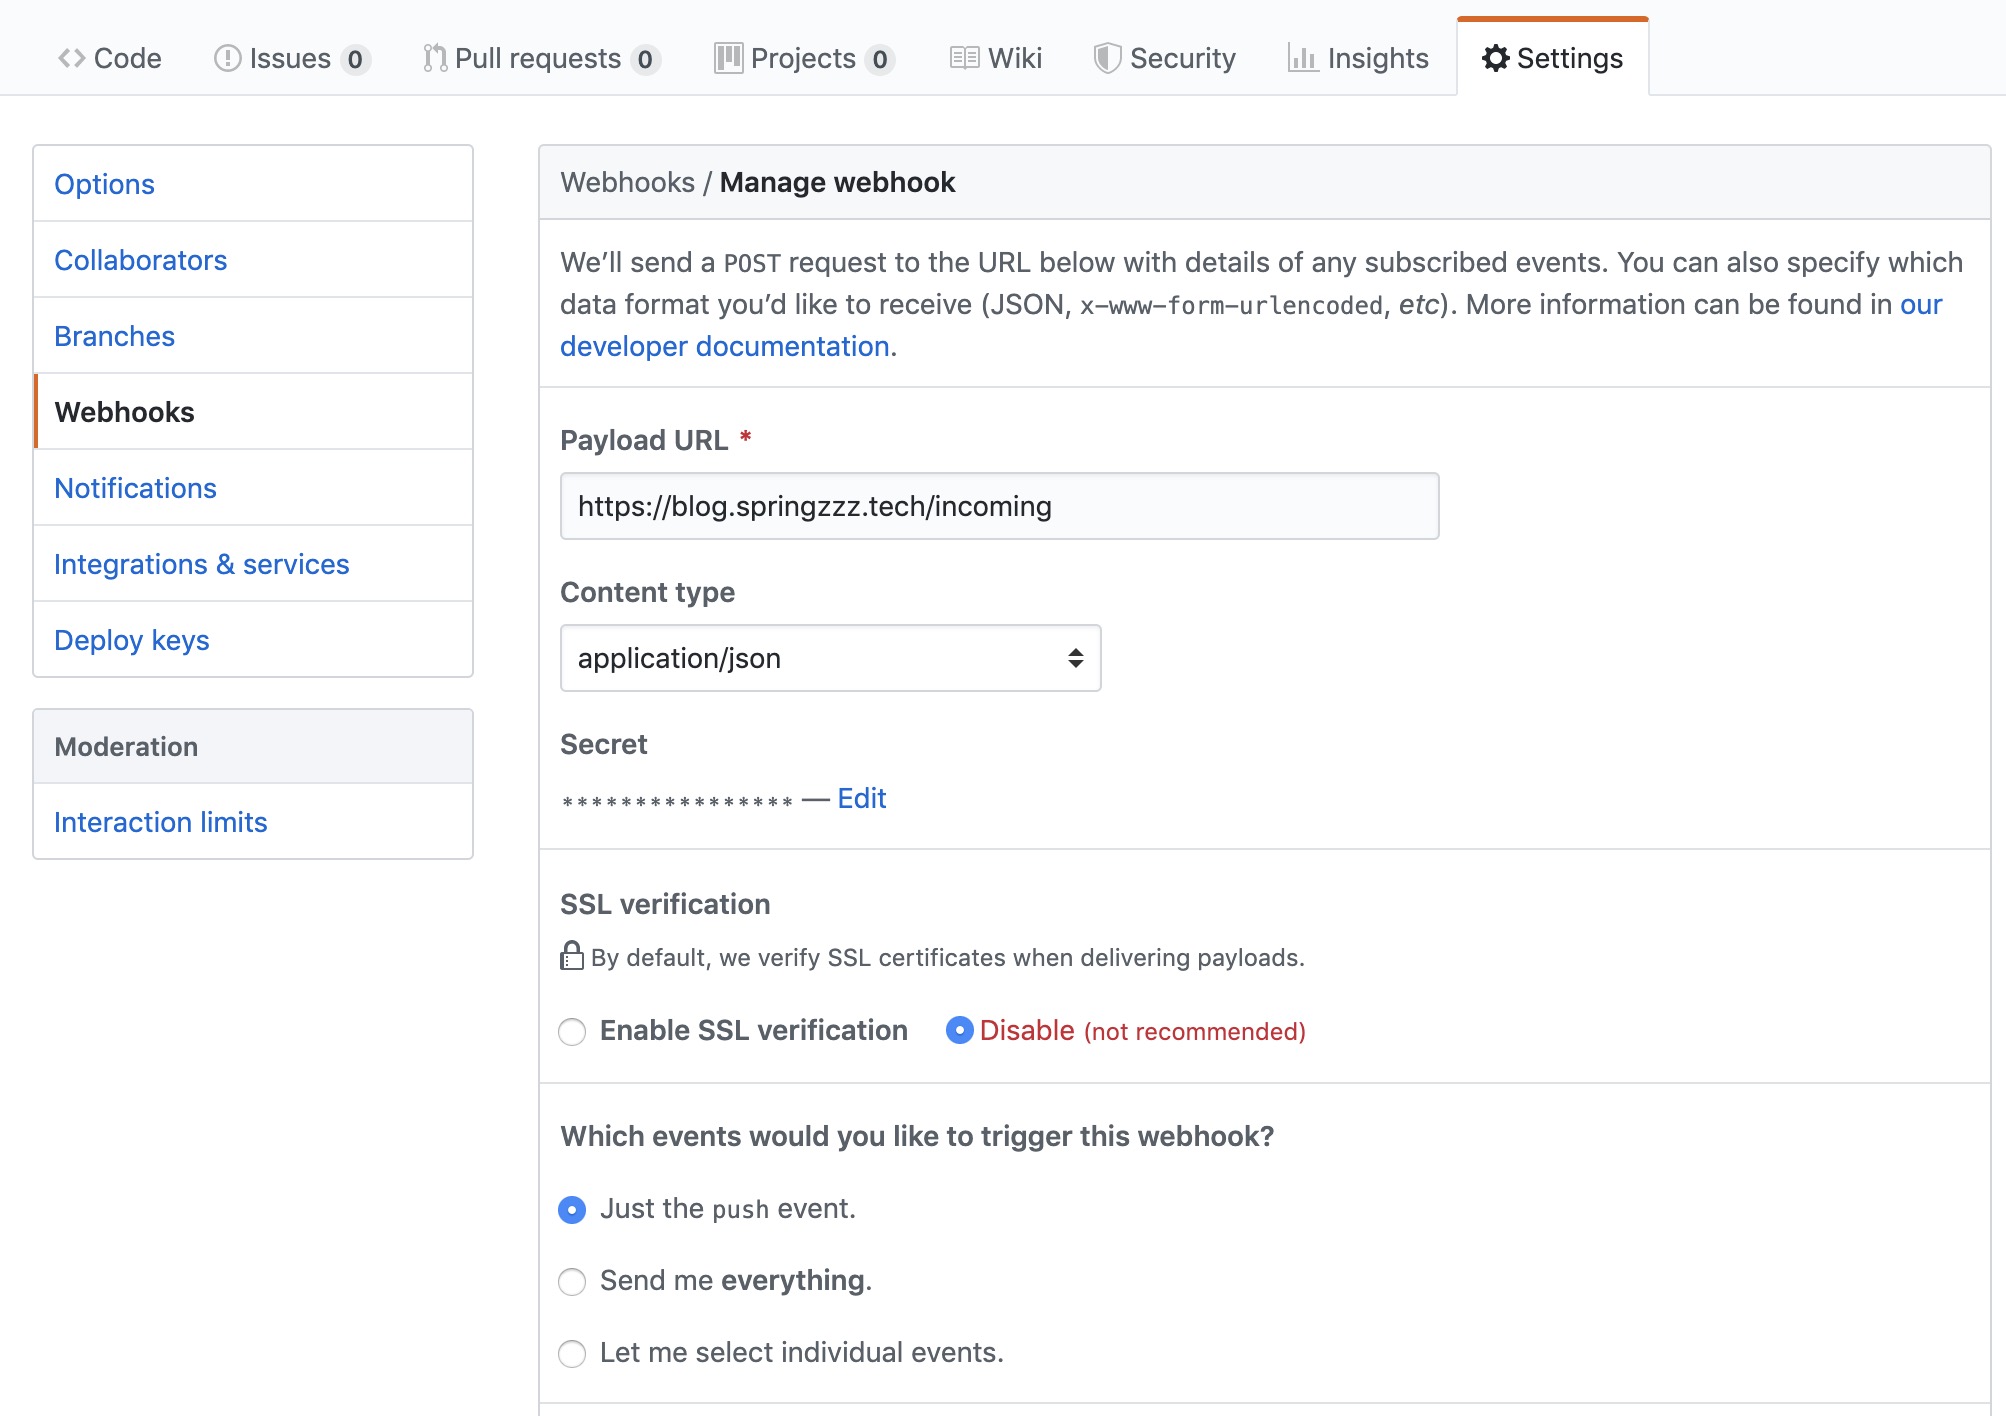 Code Issues 0 Pull requests 0 Projects 0 Wiki Security Insights Settings
Options
Collaborators
Branches
Webhooks
Notifications
Integrations & services
Deploy keys
Moderation
Interaction limits
Webhooks / Manage webhook
We’ll send a POST request to the URL below with details of any subscribed events. You can also specify which
data format you’d like to receive (JSON, x-www-form-urlencoded, etc). More information can be found in our
developer documentation.
Payload URL *
https://blog.springzzz.tech/incoming
Content type
application/json
Secret
**************** — Edit
SSL verification
By default, we verify SSL certificates when delivering payloads.
Enable SSL verification Disable (not recommended)
Which events would you like to trigger this webhook?
Just the push event.
Send me everything.
Let me select individual events.